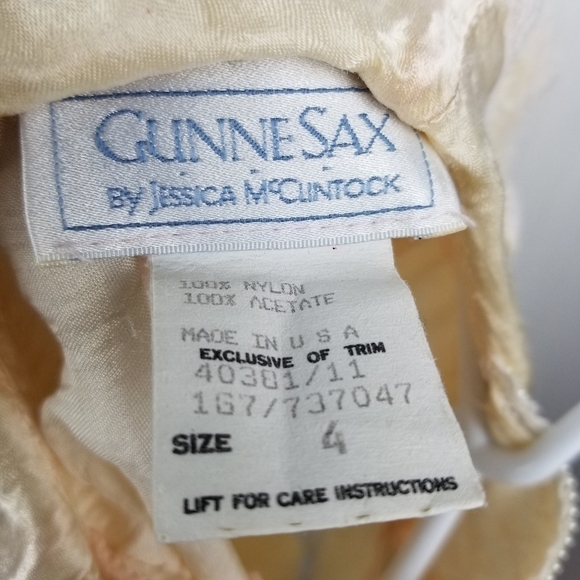 GUNNE SAX
BY JESSICA McCLINTOCK
100% NYLON
100% ACETATE
MADE IN U S A
EXCLUSIVE OF TRIM
40381/11
167/737047
SIZE 4
LIFT FOR CARE INSTRUCTIONS